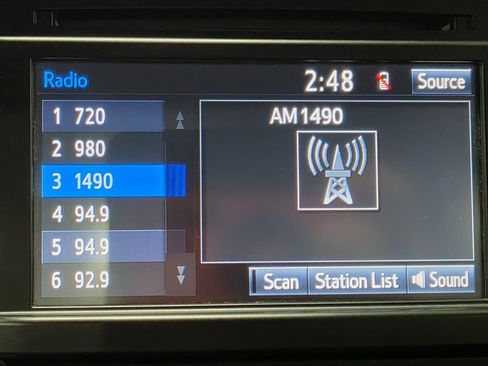 Radio 2:48 Source
1 720
2 980
3 1490
4 94.9
5 94.9
6 92.9
AM1490
Scan Station List Sound